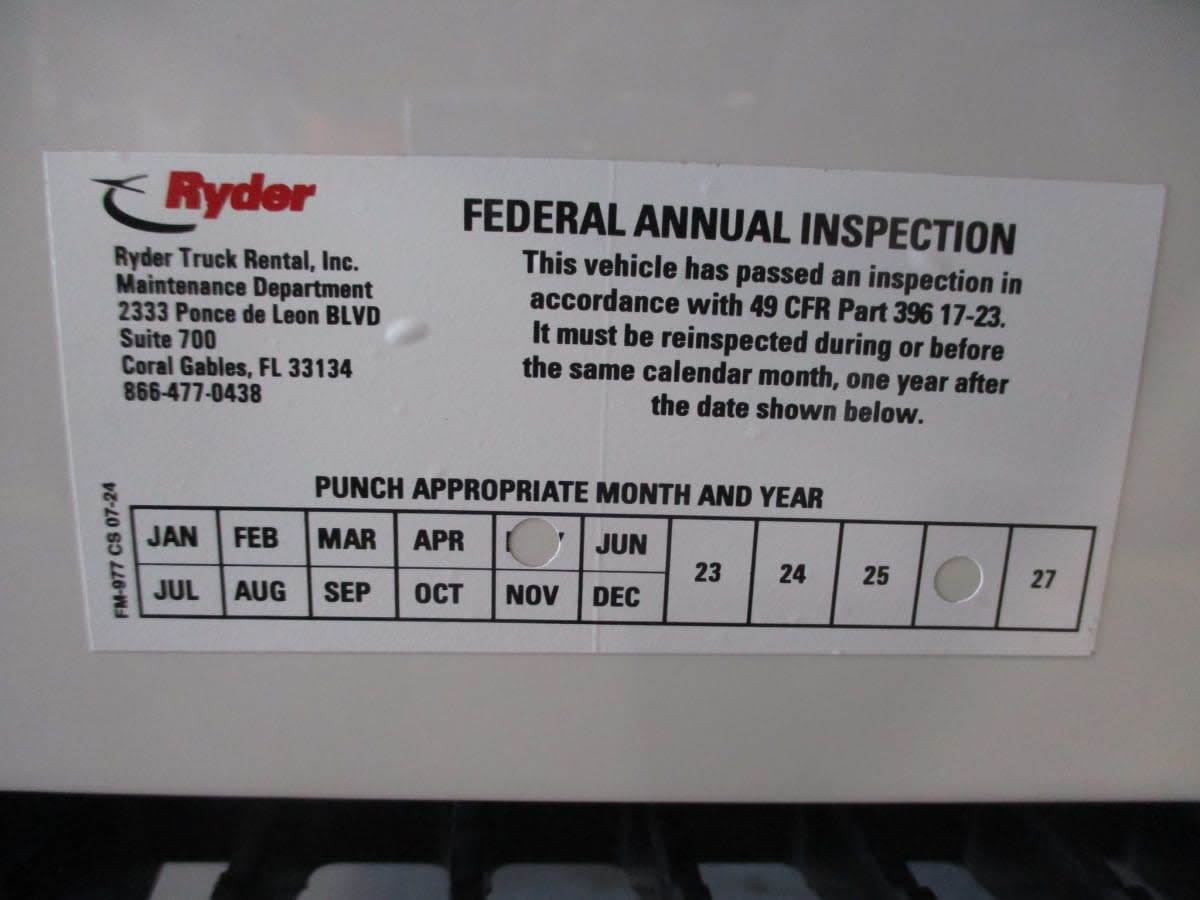 Ryder
Ryder Truck Rental, Inc.
Maintenance Department
2333 Ponce de Leon BLVD
Suite 700
Coral Gables, FL 33134
866-477-0438
FEDERAL ANNUAL INSPECTION
This vehicle has passed an inspection in
accordance with 49 CFR Part 396 17-23.
It must be reinspected during or before
the same calendar month, one year after
the date shown below.
PUNCH APPROPRIATE MONTH AND YEAR
JAN FEB MAR APR JUN
JUL AUG SEP OCT NOV DEC
23 24 25 27
FM-977 CS 07-24